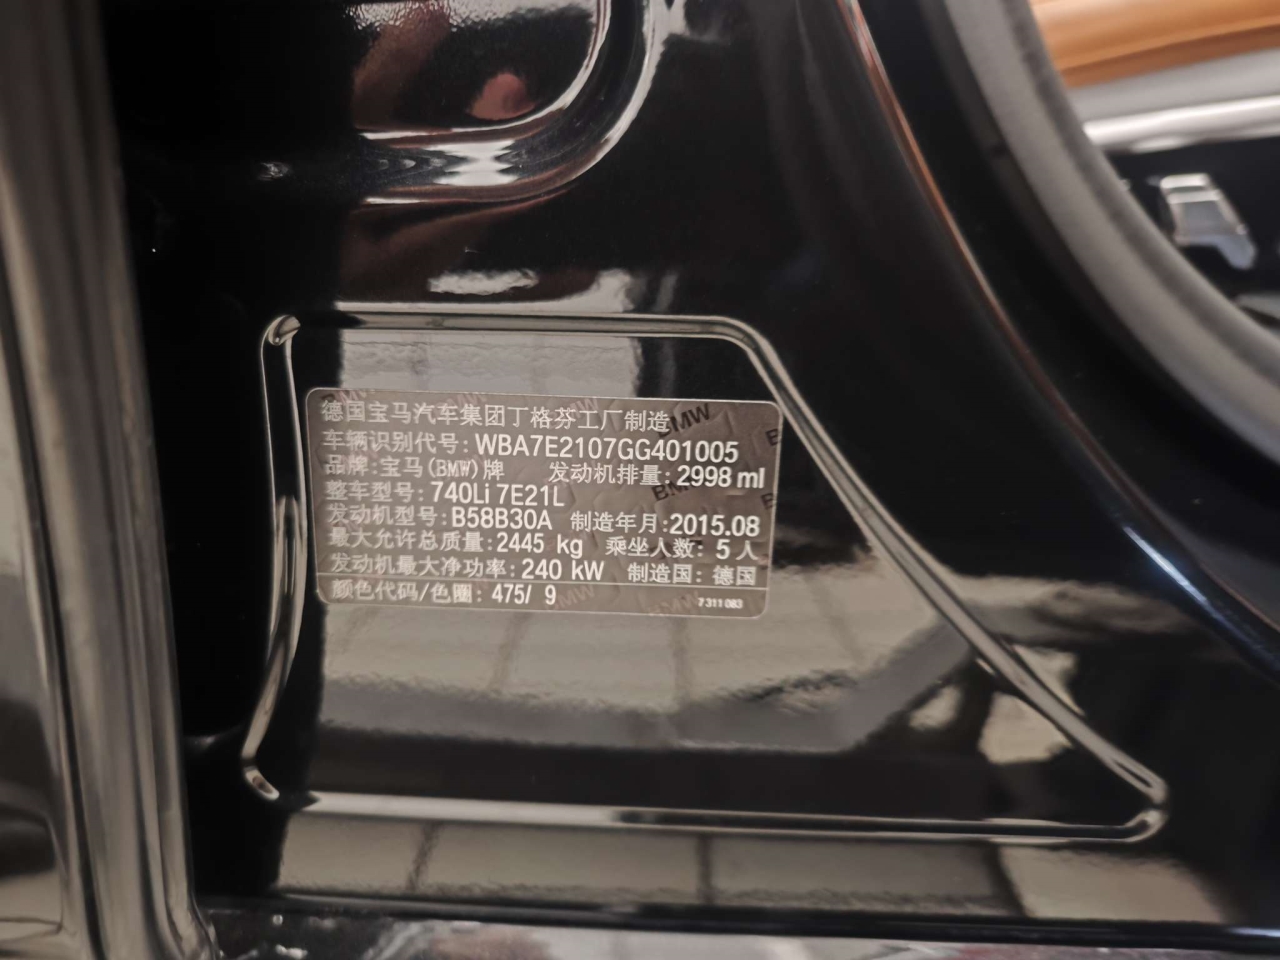 德国宝马汽车集团丁格芬工厂制造
车辆识别代号: WBA7E2107GG401005
品牌: 宝马(BMW)牌 发动机排量: 2998 ml
整车型号: 740Li 7E21L
发动机型号: B58B30A 制造年月: 2015.08
最大允许总质量: 2445 kg 乘坐人数: 5 人
发动机最大净功率: 240 kW 制造国: 德国
颜色代码/色圈: 475/ 9 7311083